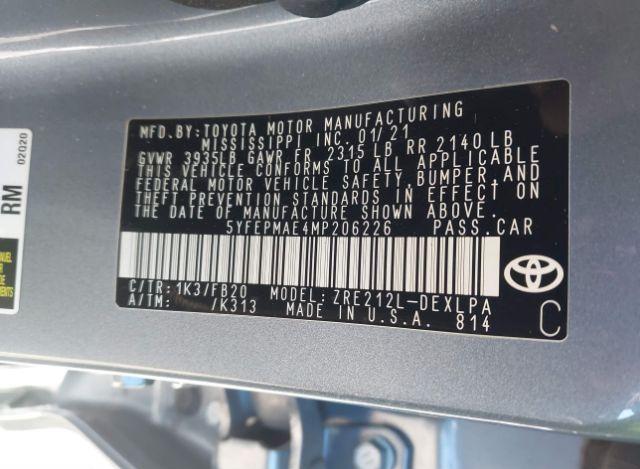 MFD.BY:TOYOTA MOTOR MANUFACTURING
MISSISSIPPI INC. 01/21
GVWR 3935LB GAWR FR 2315 LB RR 2140 LB
THIS VEHICLE CONFORMS TO ALL APPLICABLE
FEDERAL MOTOR VEHICLE SAFETY, BUMPER AND
THEFT PREVENTION STANDARDS IN EFFECT ON
THE DATE OF MANUFACTURE SHOWN ABOVE.
5YFEPMAE4MP206226 PASS.CAR
C/TR:1K3/FB20 MODEL:ZRE212L-DEXLPA
A/TM: /K313 MADE IN U.S.A. 814
C
02020
RM